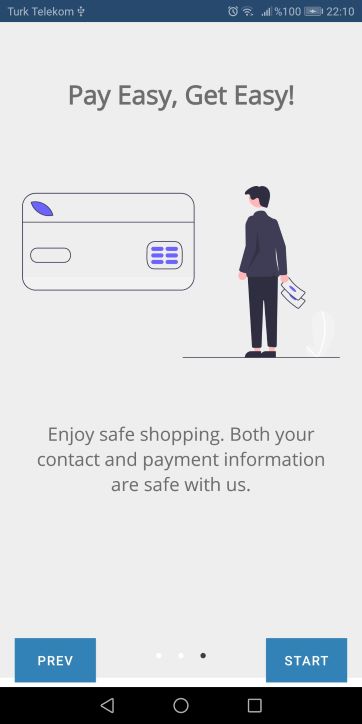 Turk Telekom %100 22:10
Pay Easy, Get Easy!
Enjoy safe shopping. Both your
contact and payment information
are safe with us.
PREV START